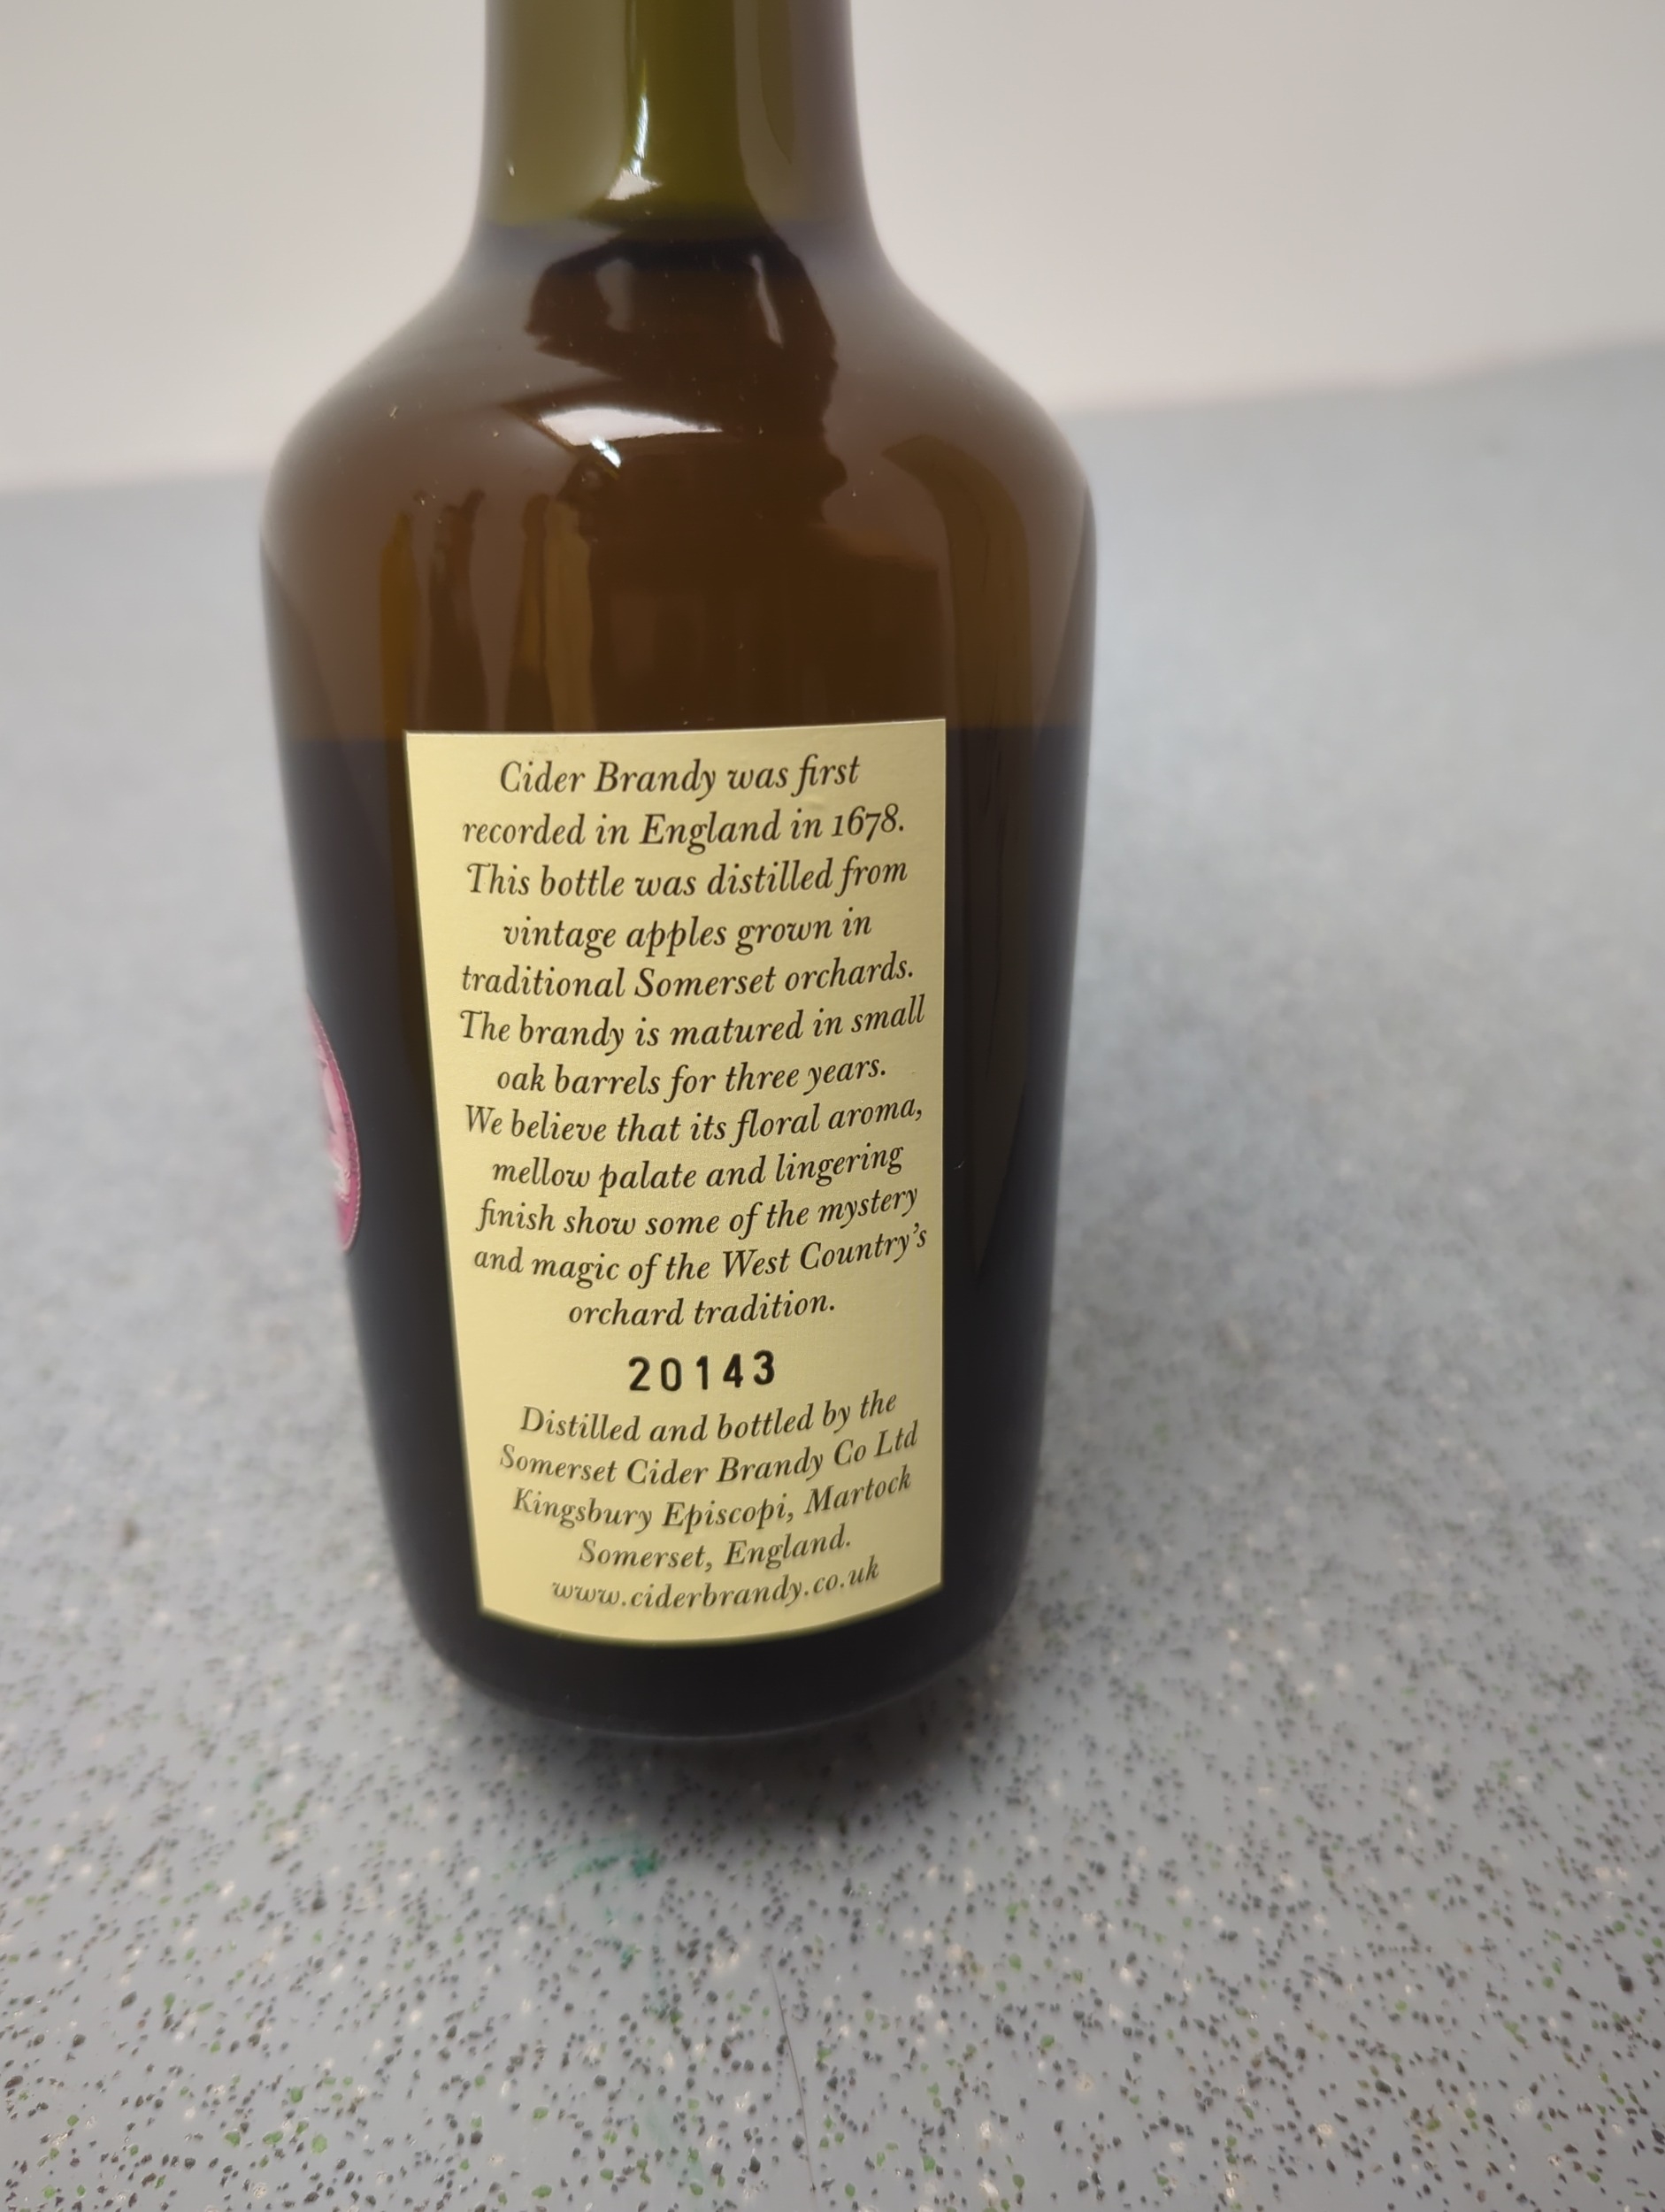 Cider Brandy was first
recorded in England in 1678.
This bottle was distilled from
vintage apples grown in
traditional Somerset orchards.
The brandy is matured in small
oak barrels for three years.
We believe that its floral aroma,
mellow palate and lingering
finish show some of the mystery
and magic of the West Country's
orchard tradition.
20143
Distilled and bottled by the
Somerset Cider Brandy Co Ltd
Kingsbury Episcopi, Martock
Somerset, England.
www.ciderbrandy.co.uk